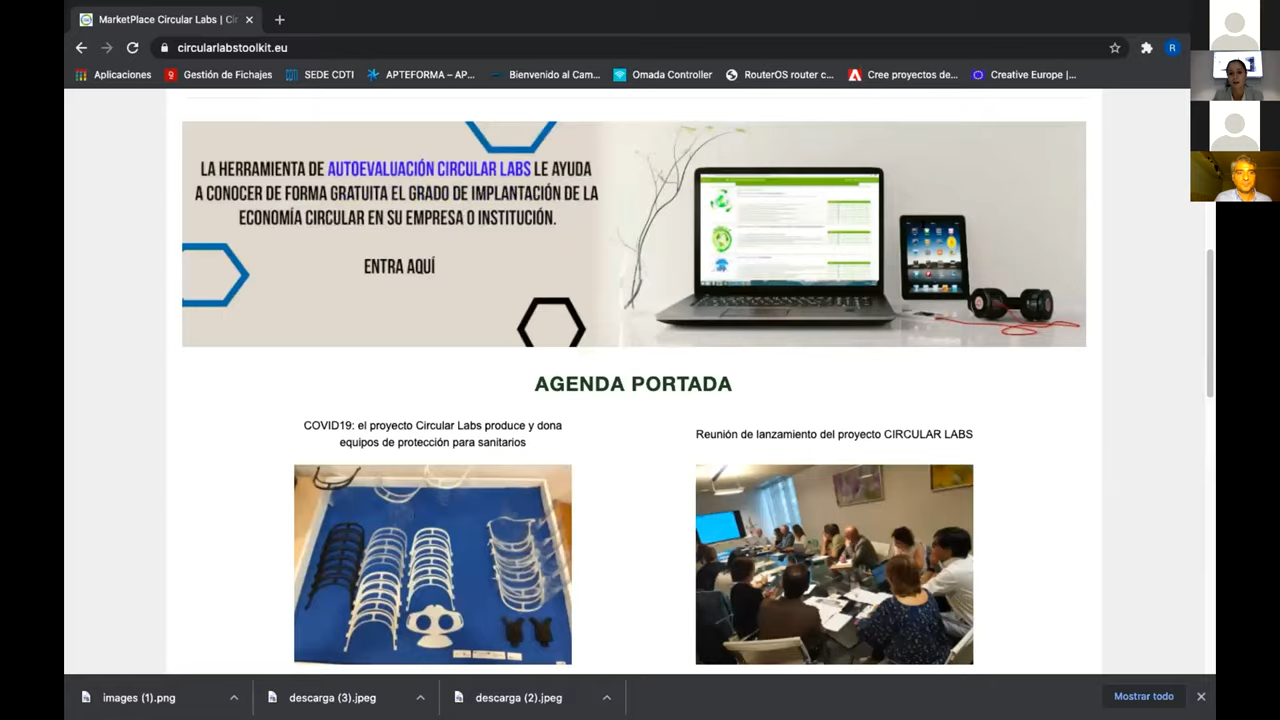 MarketPlace Circular Labs | Cir
circularlabstoolkit.eu
R
Aplicaciones
Gestión de Fichajes
SEDE CDTI
APTEFORMA – AP...
Bienvenido al Cam...
Omada Controller
RouterOS router c...
Cree proyectos de...
Creative Europe |...
LA HERRAMIENTA DE AUTOEVALUACIÓN CIRCULAR LABS LE AYUDA
A CONOCER DE FORMA GRATUITA EL GRADO DE IMPLANTACIÓN DE LA
ECONOMÍA CIRCULAR EN SU EMPRESA O INSTITUCIÓN.
ENTRA AQUÍ
AGENDA PORTADA
COVID19: el proyecto Circular Labs produce y dona
equipos de protección para sanitarios
Reunión de lanzamiento del proyecto CIRCULAR LABS
images (1).png
descarga (3).jpeg
descarga (2).jpeg
Mostrar todo